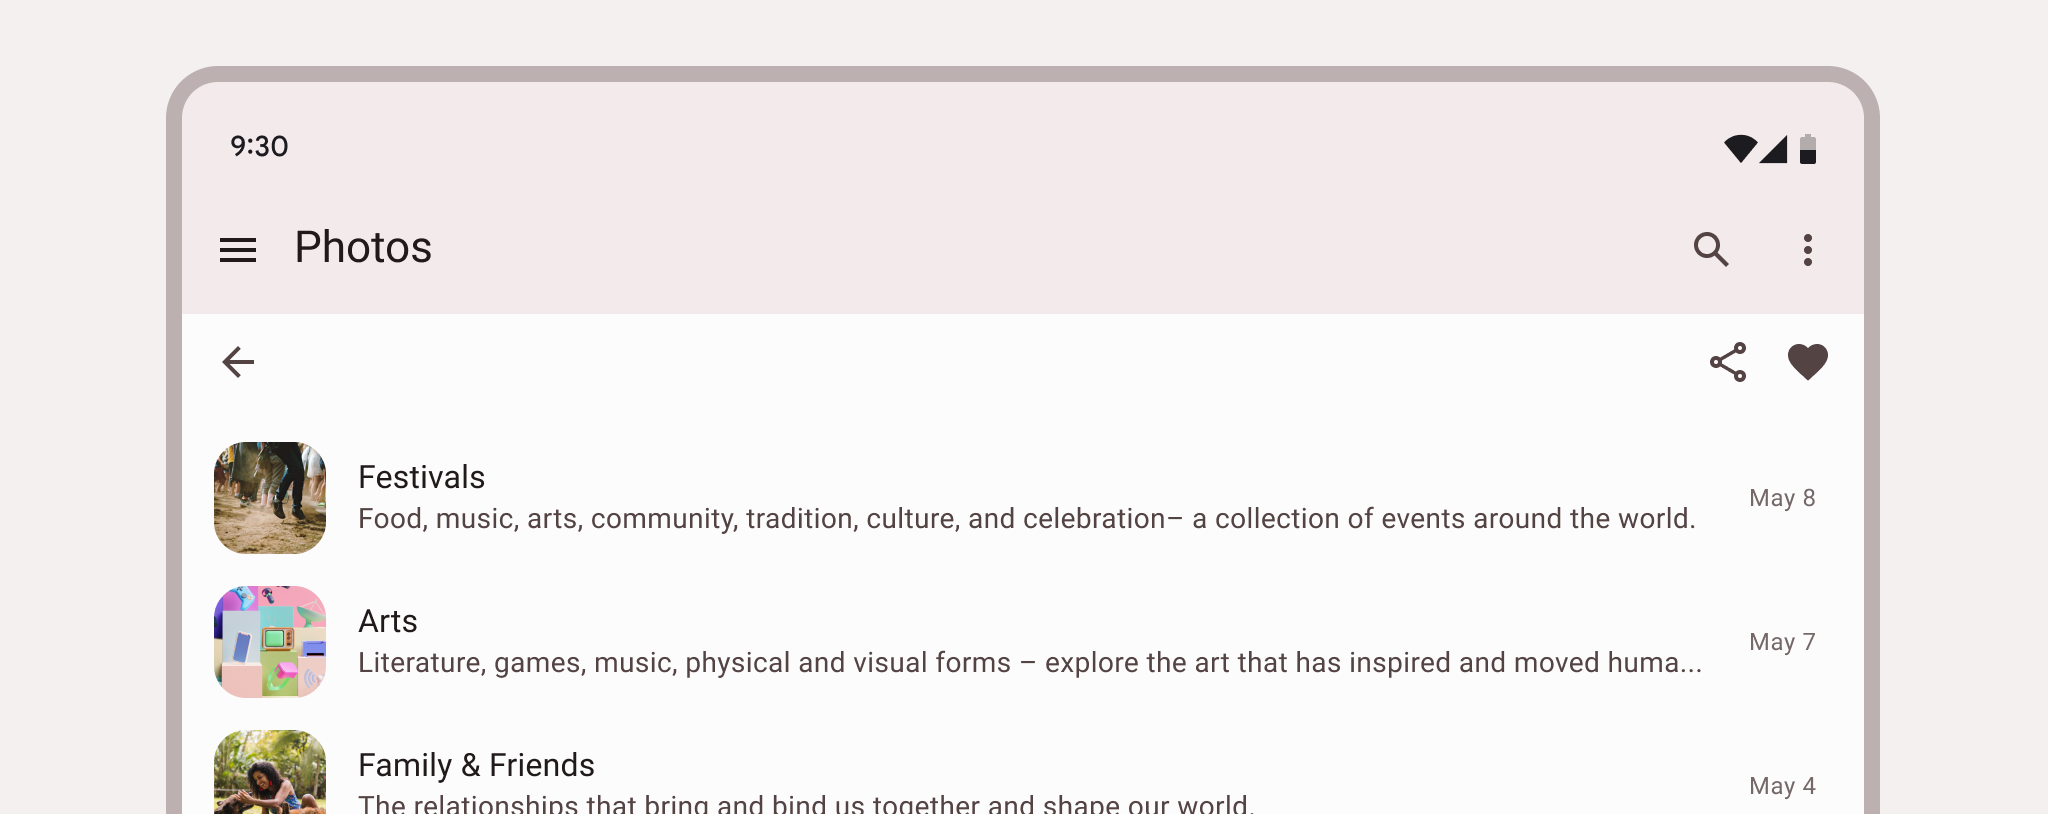 9:30
Photos
Festivals
Food, music, arts, community, tradition, culture, and celebration– a collection of events around the world.
May 8
Arts
Literature, games, music, physical and visual forms – explore the art that has inspired and moved huma...
May 7
Family & Friends
The relationships that bring and bind us together and shape our world.
May 4